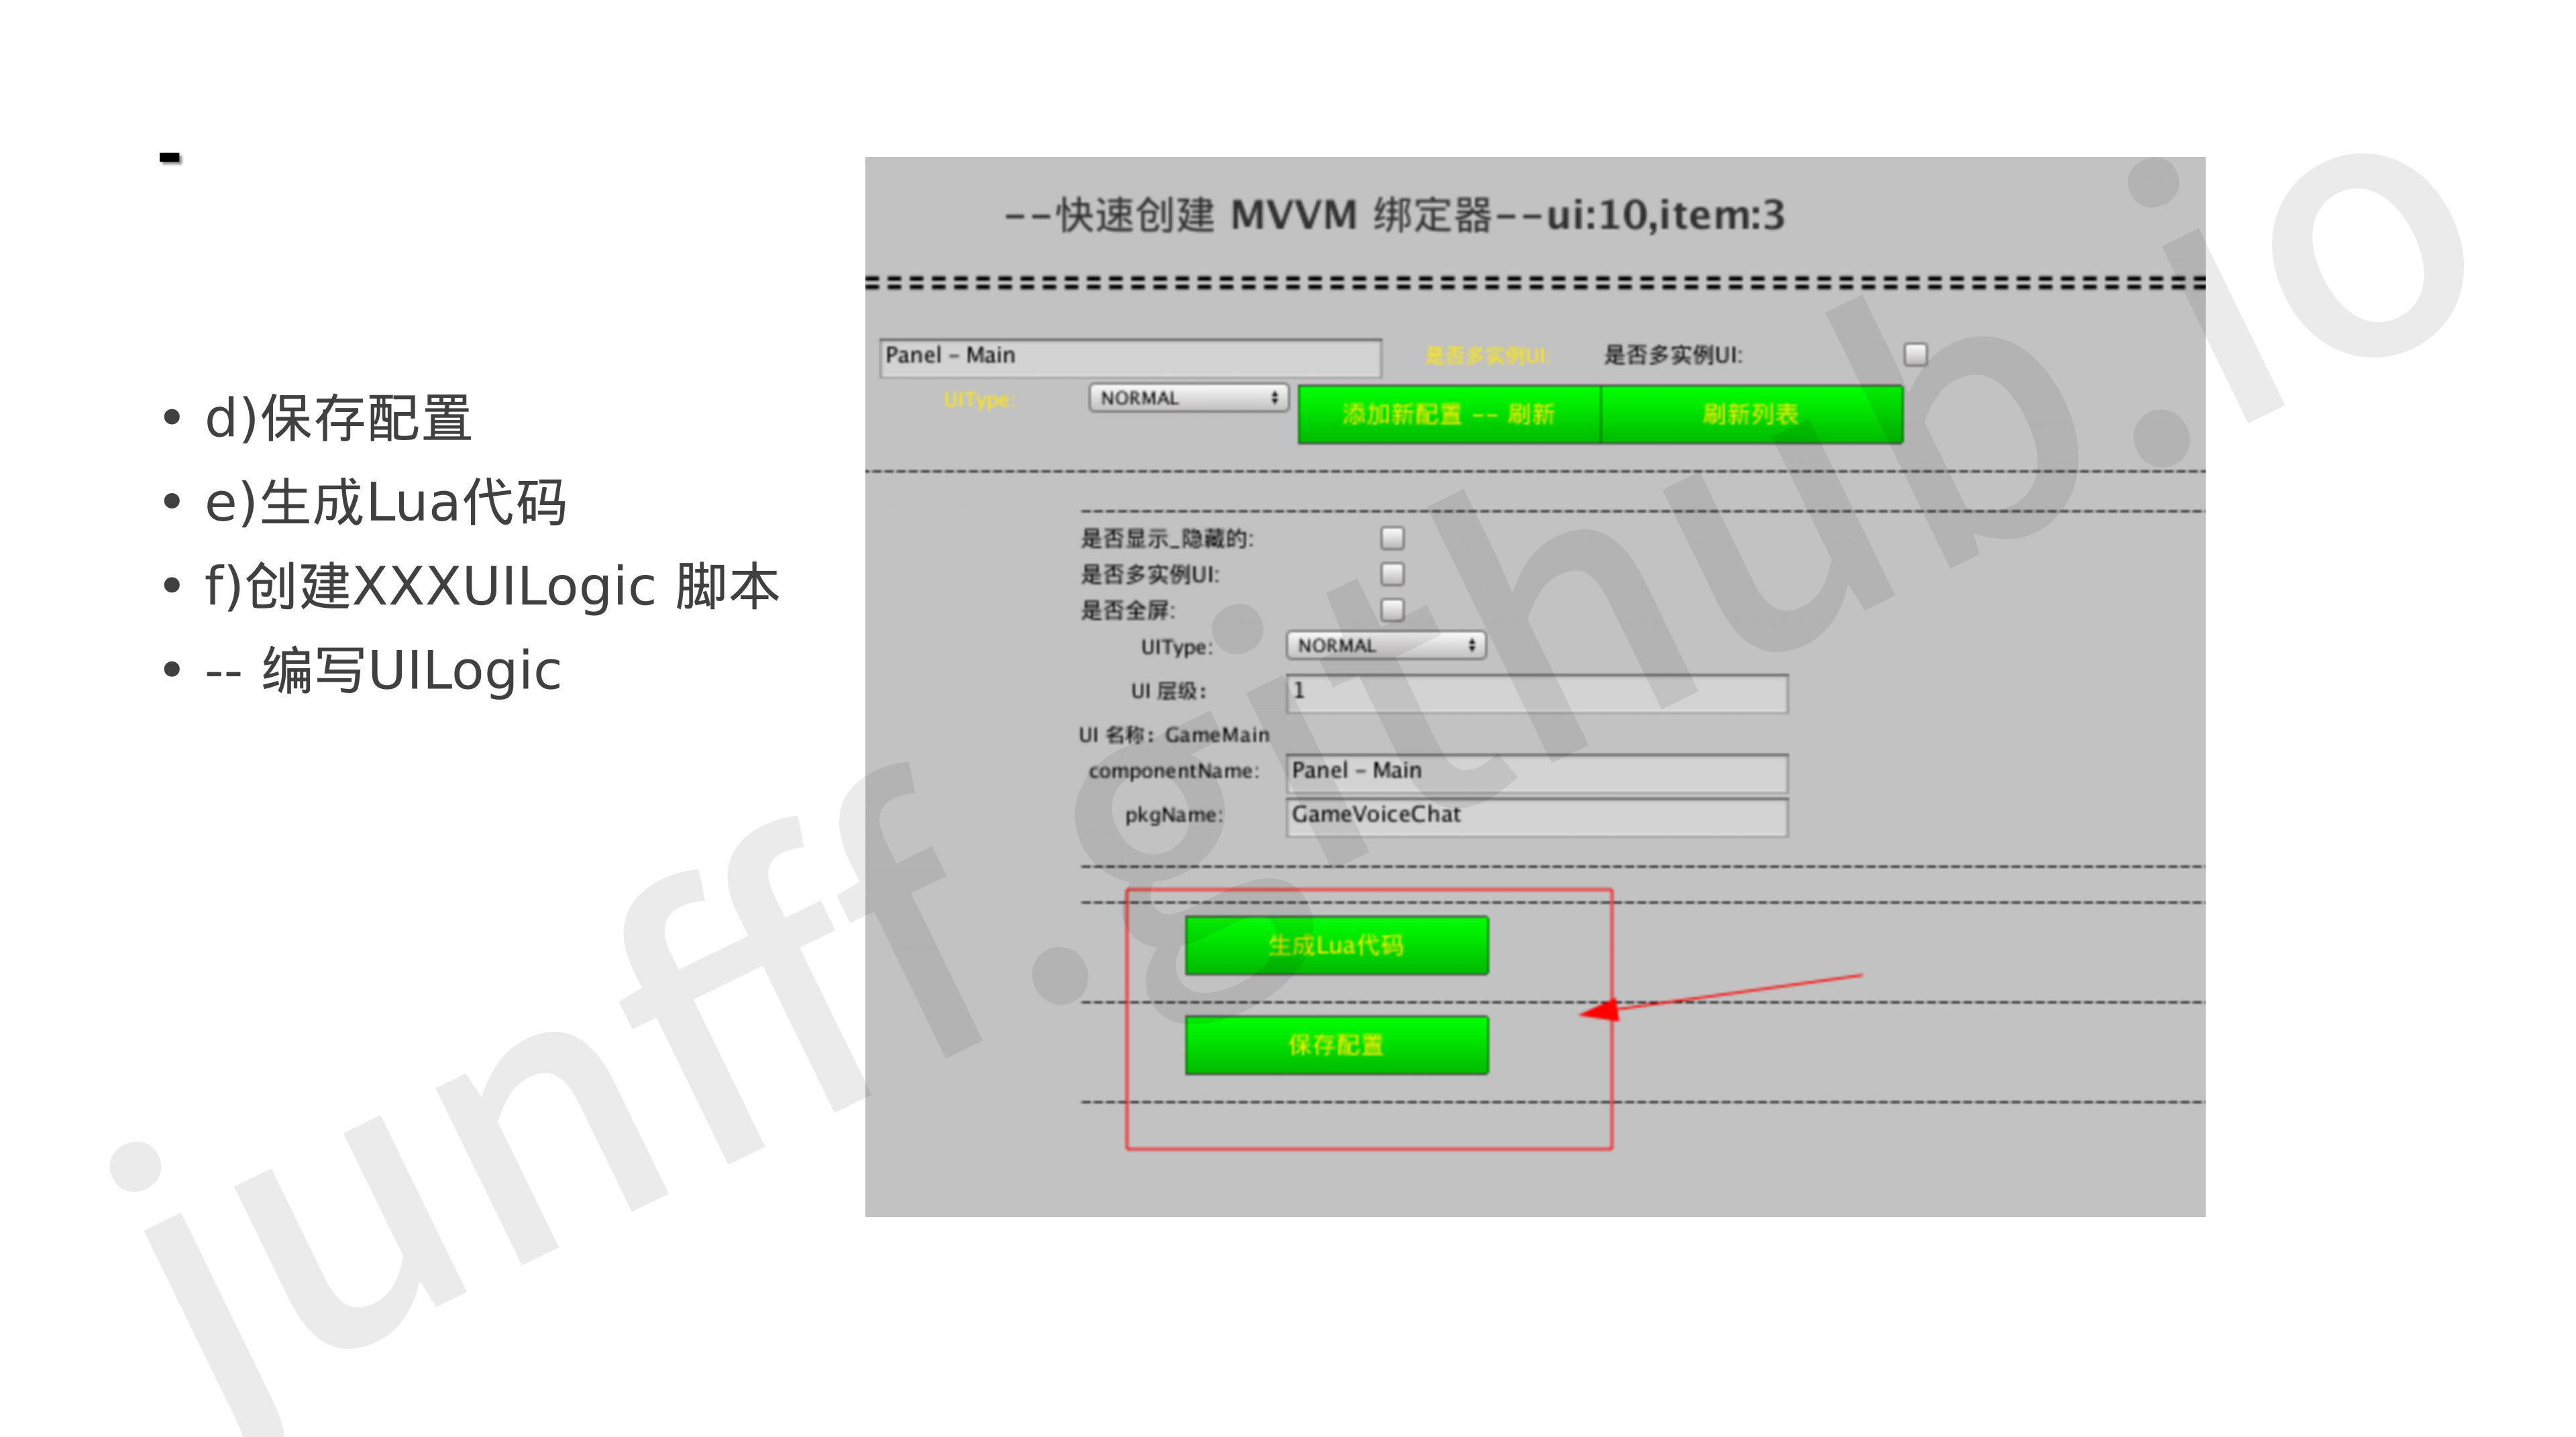 -
• d)保存配置
• e)生成Lua代码
• f)创建XXXUILogic 脚本
• -- 编写UILogic
--快速创建 MVVM 绑定器--ui:10,item:3
Panel - Main 是否多实例UI: 是否多实例UI:
UIType: NORMAL 添加新配置 -- 刷新 刷新列表
是否显示_隐藏的:
是否多实例UI:
是否全屏:
UIType: NORMAL
UI 层级: 1
UI 名称: GameMain
componentName: Panel - Main
pkgName: GameVoiceChat
生成Lua代码
保存配置
junfff.github.io